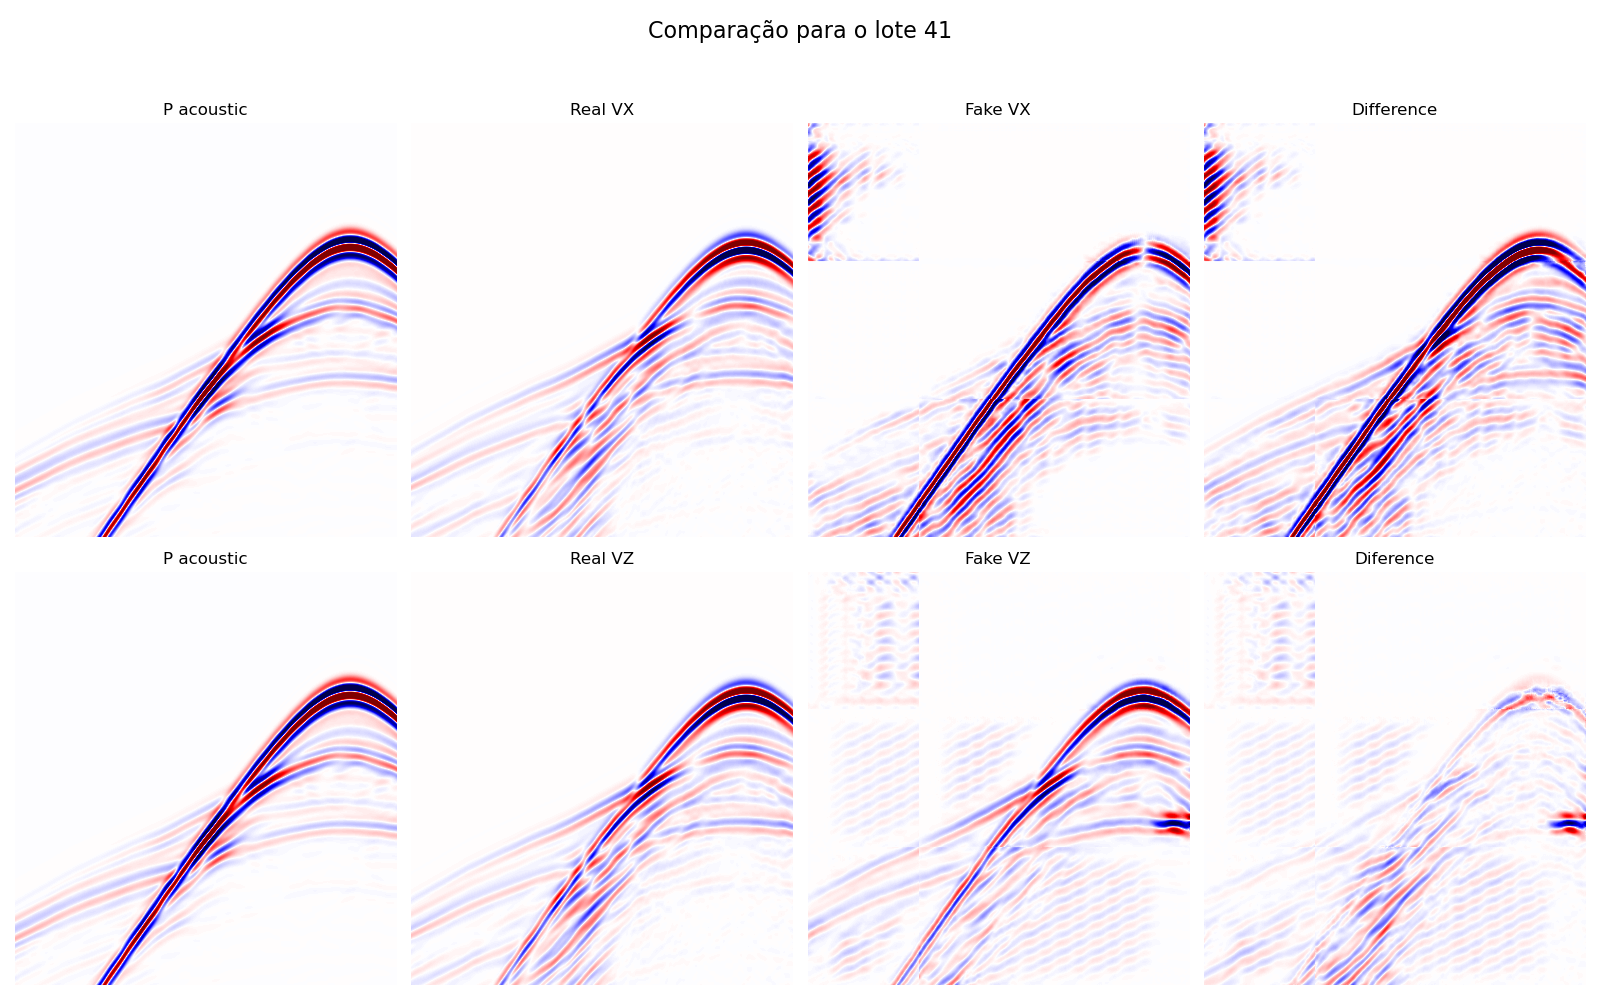 Comparação para o lote 41
P acoustic
Real VX
Fake VX
Difference
P acoustic
Real VZ
Fake VZ
Diference